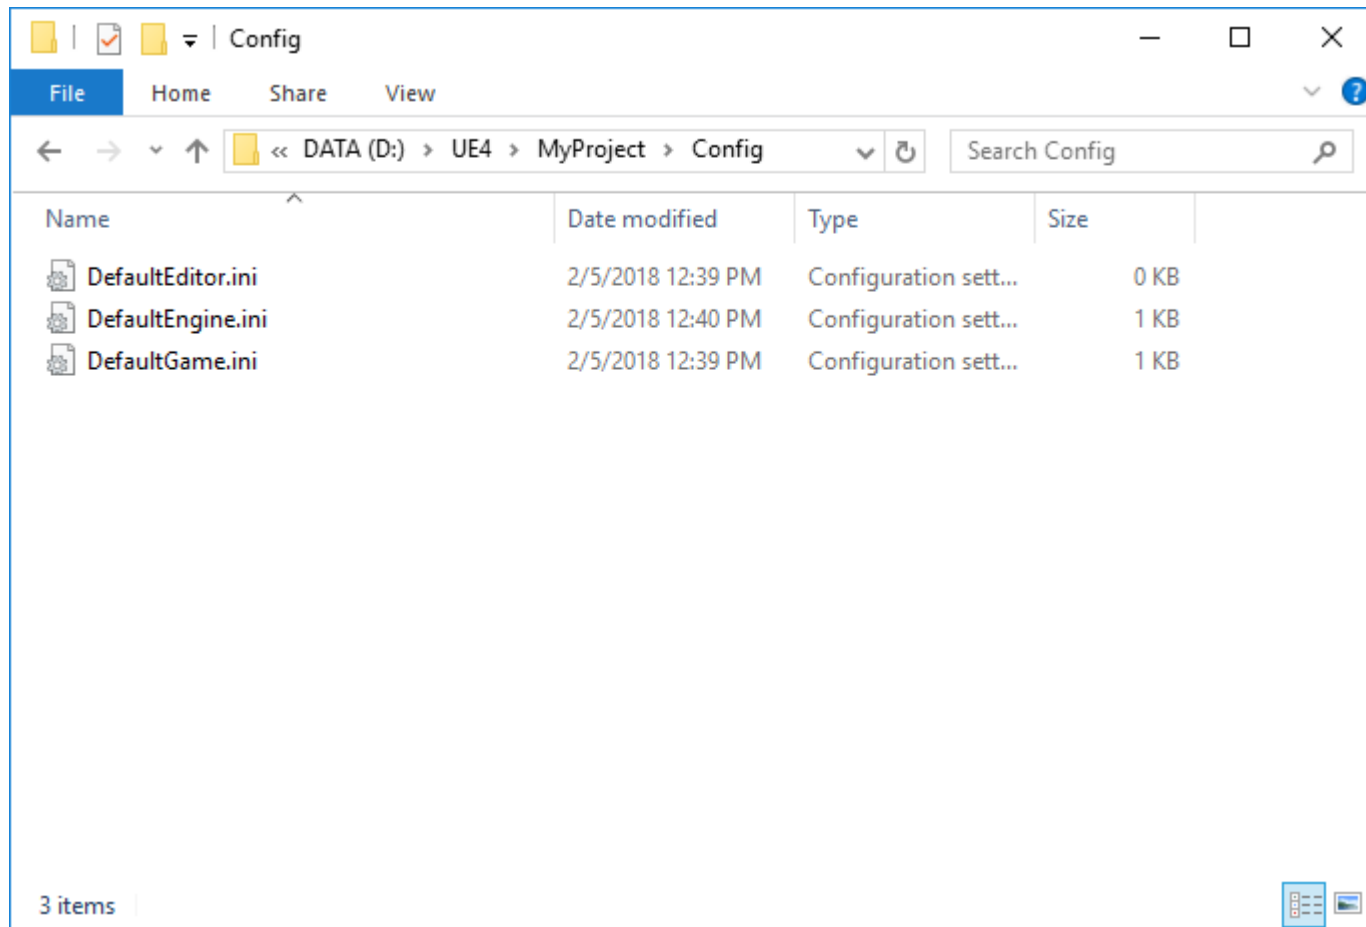 Config
File Home Share View
« DATA (D:) > UE4 > MyProject > Config Search Config
Name Date modified Type Size
DefaultEditor.ini 2/5/2018 12:39 PM Configuration sett... 0 KB
DefaultEngine.ini 2/5/2018 12:40 PM Configuration sett... 1 KB
DefaultGame.ini 2/5/2018 12:39 PM Configuration sett... 1 KB
3 items